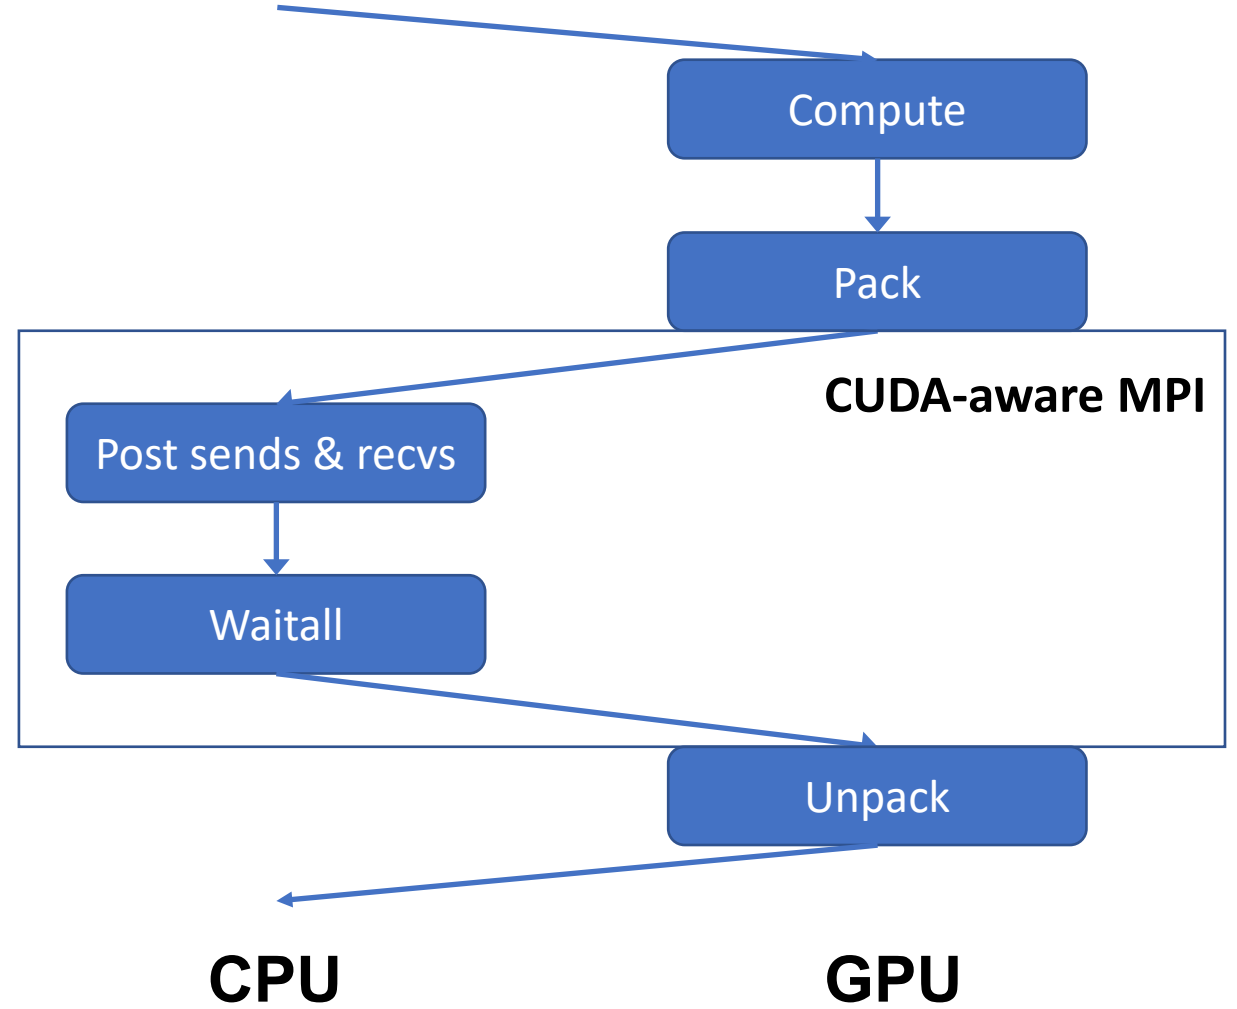 Compute
Pack
CUDA-aware MPI
Post sends & recvs
Waitall
Unpack
CPU
GPU